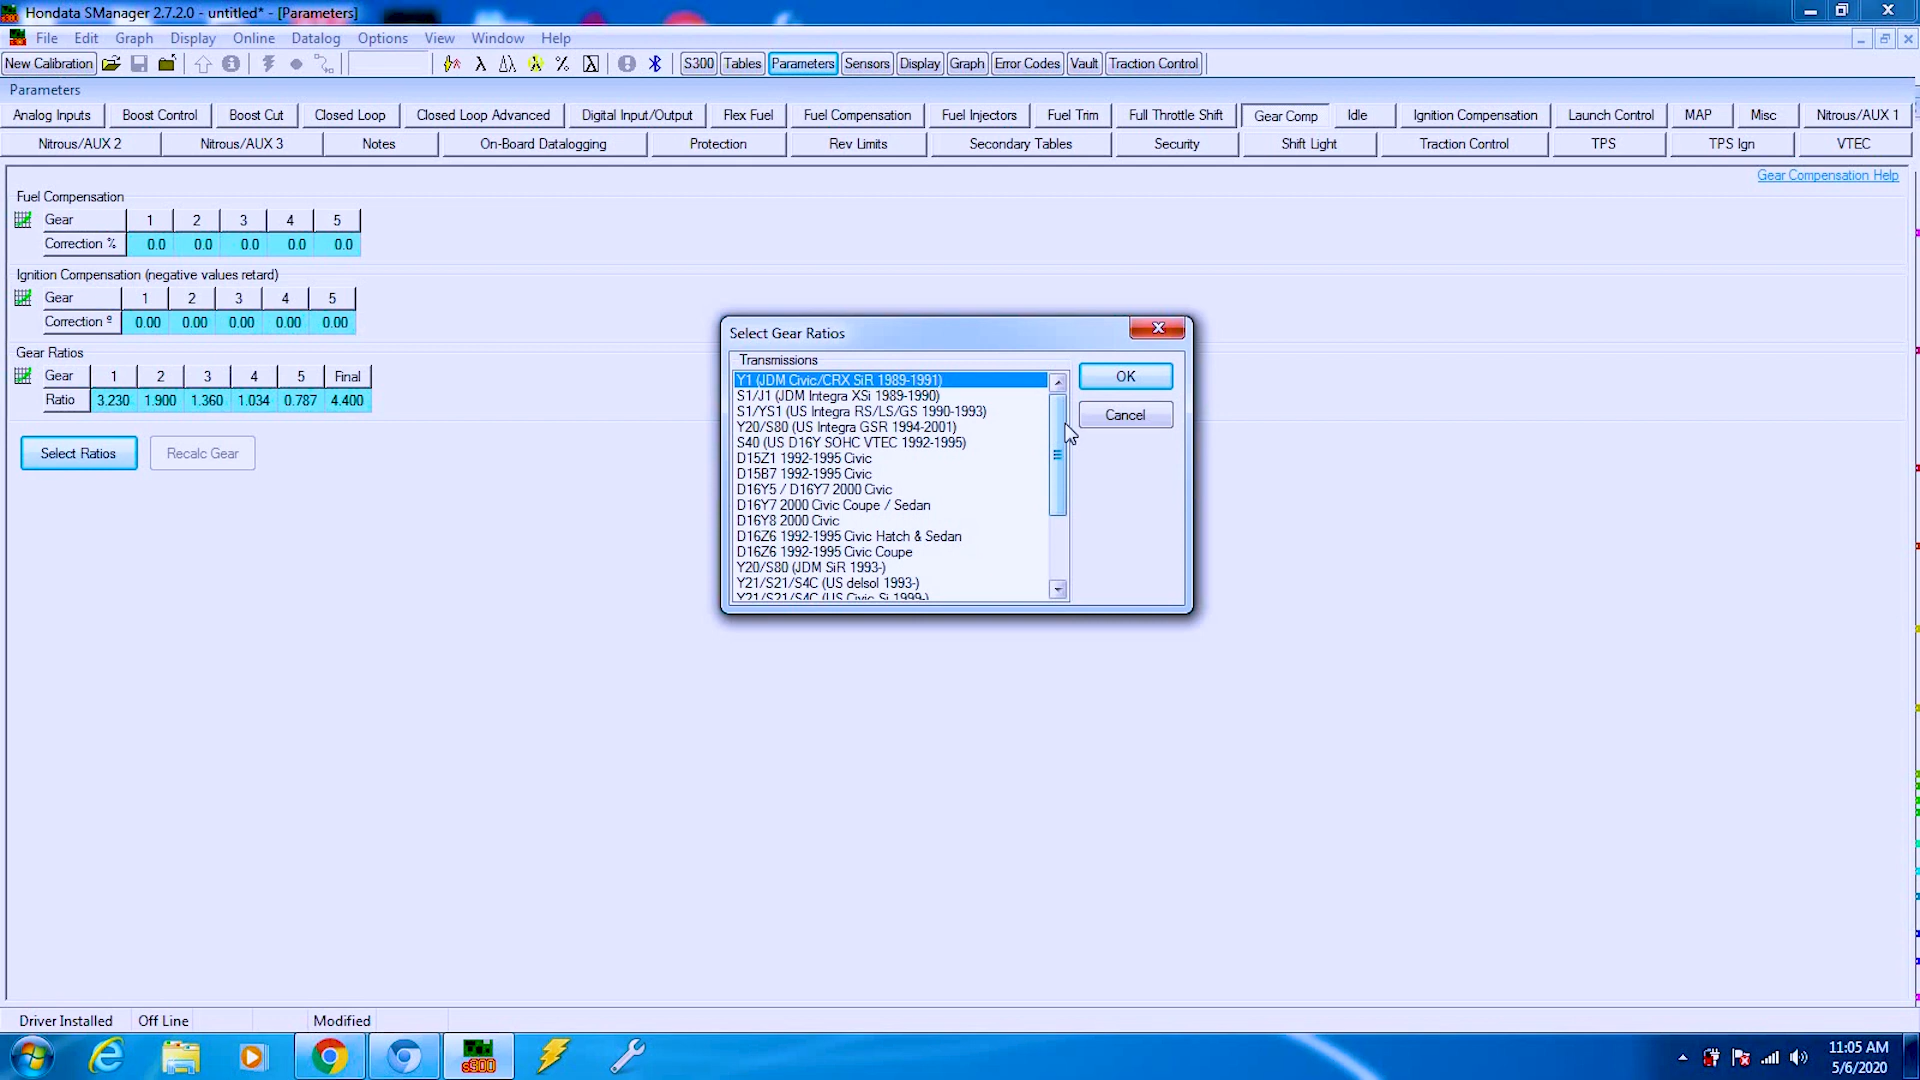 Hondata SManager 2.7.2.0 - untitled* - [Parameters]
File Edit Graph Display Online Datalog Options View Window Help
New Calibration S300 Tables Parameters Sensors Display Graph Error Codes Vault Traction Control
Parameters
Analog Inputs Boost Control Boost Cut Closed Loop Closed Loop Advanced Digital Input/Output Flex Fuel Fuel Compensation Fuel Injectors Fuel Trim Full Throttle Shift Gear Comp Idle Ignition Compensation Launch Control MAP Misc Nitrous/AUX 1
Nitrous/AUX 2 Nitrous/AUX 3 Notes On-Board Datalogging Protection Rev Limits Secondary Tables Security Shift Light Traction Control TPS TPS Ign VTEC
Gear Compensation Help
Fuel Compensation
Gear 1 2 3 4 5
Correction % 0.0 0.0 0.0 0.0 0.0
Ignition Compensation (negative values retard)
Gear 1 2 3 4 5
Correction º 0.00 0.00 0.00 0.00 0.00
Gear Ratios
Gear 1 2 3 4 5 Final
Ratio 3.230 1.900 1.360 1.034 0.787 4.400
Select Ratios Recalc Gear
Select Gear Ratios
Transmissions
Y1 (JDM Civic/CRX SiR 1989-1991)
S1/J1 (JDM Integra XSi 1989-1990)
S1/YS1 (US Integra RS/LS/GS 1990-1993)
Y20/S80 (US Integra GSR 1994-2001)
S40 (US D16Y SOHC VTEC 1992-1995)
D15Z1 1992-1995 Civic
D15B7 1992-1995 Civic
D16Y5 / D16Y7 2000 Civic
D16Y7 2000 Civic Coupe / Sedan
D16Y8 2000 Civic
D16Z6 1992-1995 Civic Hatch & Sedan
D16Z6 1992-1995 Civic Coupe
Y20/S80 (JDM SiR 1993-)
Y21/S21/S4C (US delsol 1993-)
Y21/S21/S4C (US Civic Si 1999-)
OK
Cancel
Driver Installed Off Line Modified
s300
11:05 AM
5/6/2020